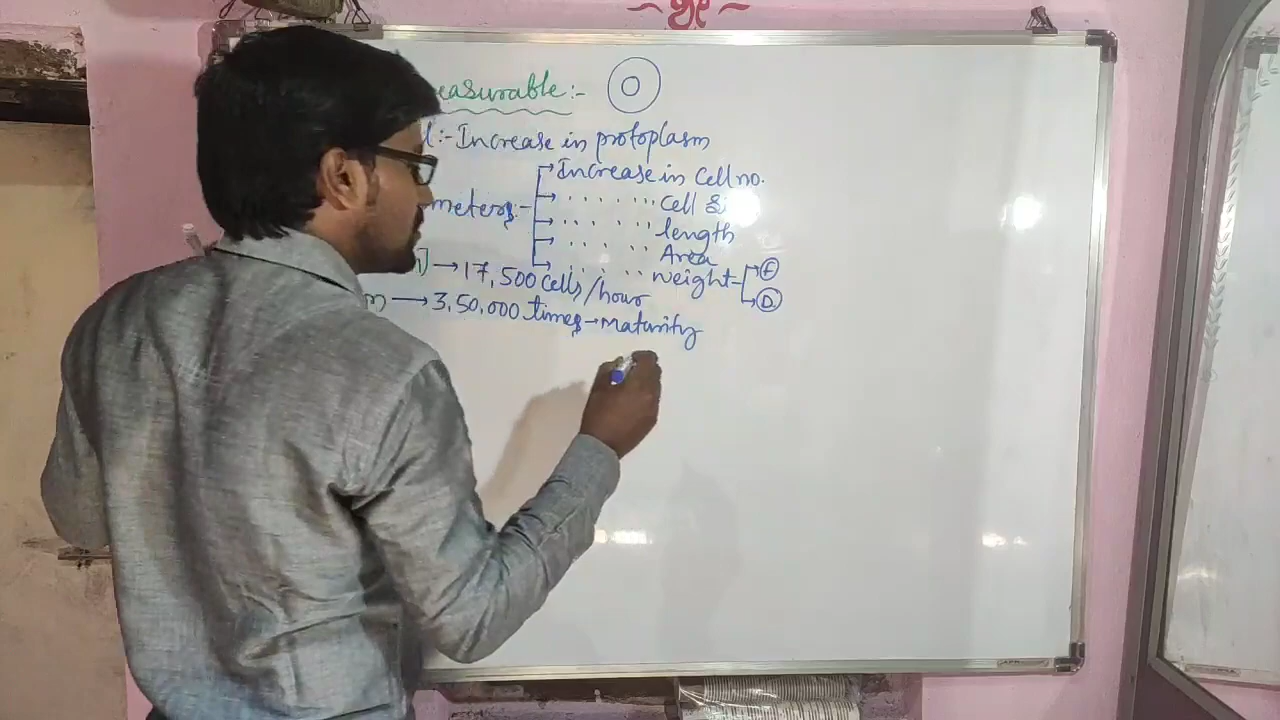 easurable:-
l:- Increase in protoplasm
Increase in Cell no.
meters:- . . . . . . . Cell
. . . . . . length
. . . . . Area
. . . . . weight F
→ 17,500 cells/hour D
m → 3,50,000 times → Maturity
श्री